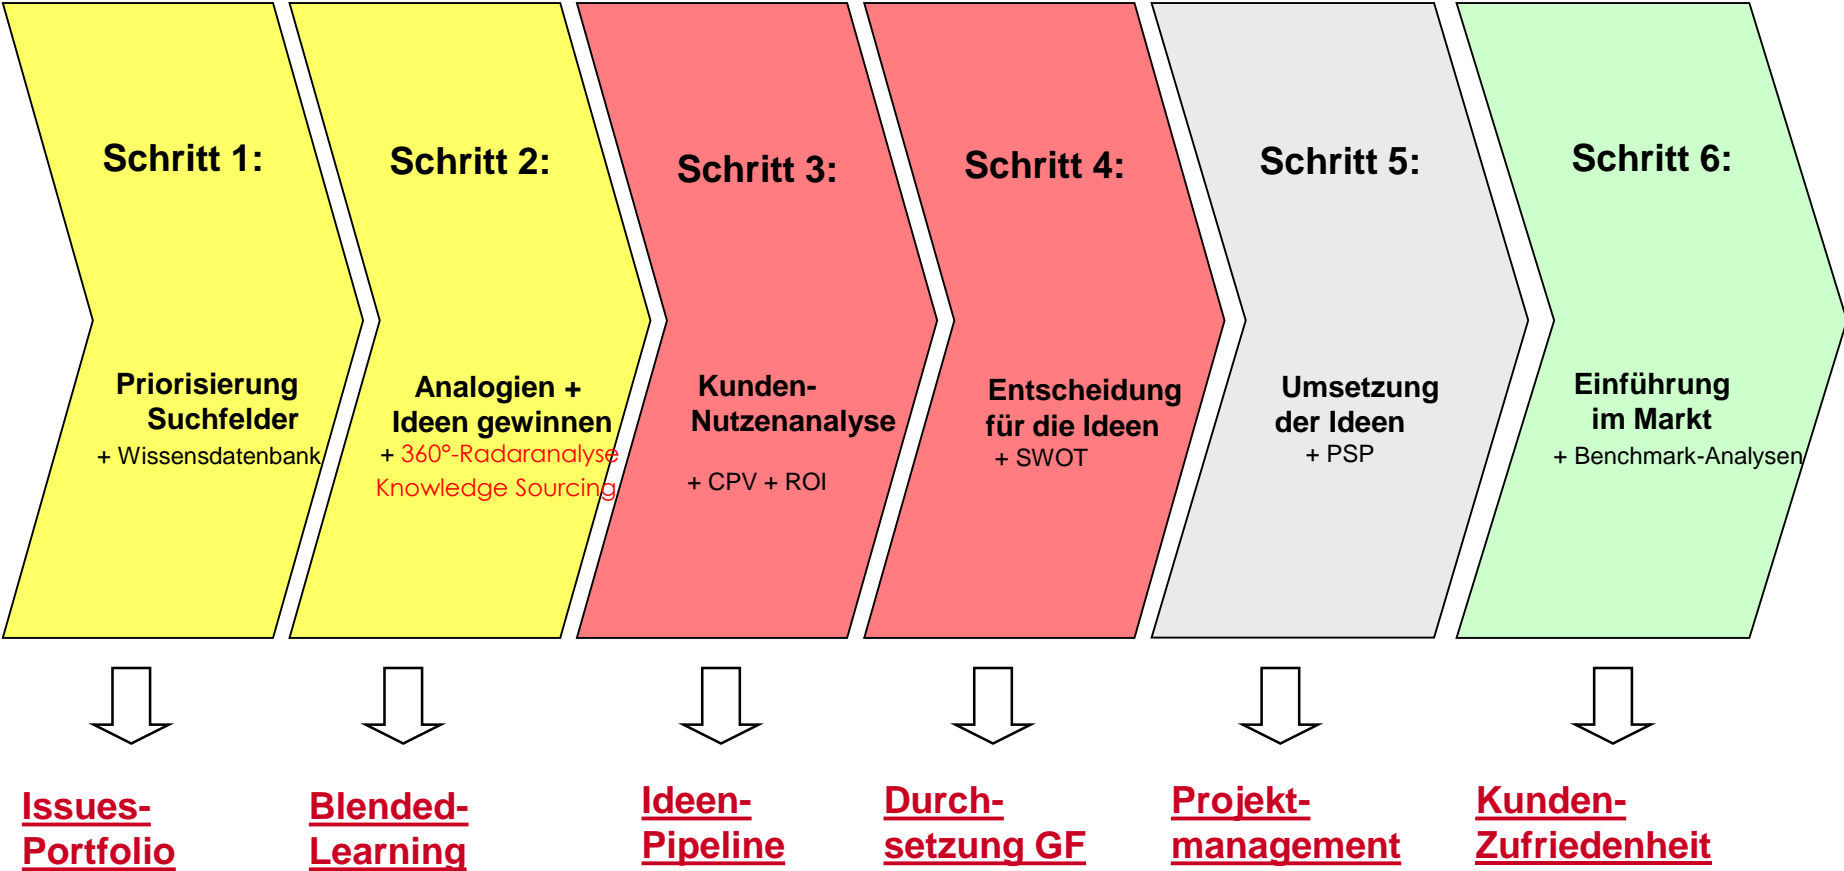 Schritt 1:
Priorisierung
Suchfelder
+ Wissensdatenbank
Schritt 2:
Analogien +
Ideen gewinnen
+ 360°-Radaranalyse
Knowledge Sourcing
Schritt 3:
Kunden-
Nutzenanalyse
+ CPV + ROI
Schritt 4:
Entscheidung
für die Ideen
+ SWOT
Schritt 5:
Umsetzung
der Ideen
+ PSP
Schritt 6:
Einführung
im Markt
+ Benchmark-Analysen
Issues-
Portfolio
Blended-
Learning
Ideen-
Pipeline
Durch-
setzung GF
Projekt-
management
Kunden-
Zufriedenheit